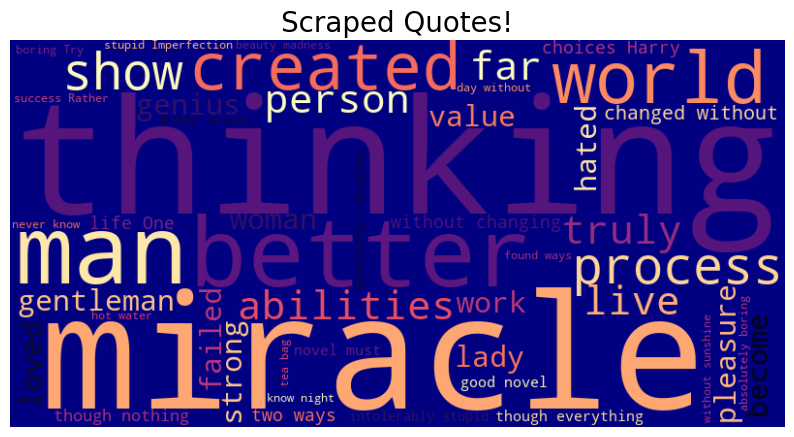 Scraped Quotes!
boring Try
stupid Imperfection
beauty madness
show
created
far
choices Harry
world
success Rather
genius
person
day without
value
hated
changed without
thinking
never know
life One
woman
without changing
truly
man
better
found ways
process
gentleman
hot water
failed
abilities
work
live
loved
miracle
strong
tea bag
novel must
lady
good novel
know night
pleasure
without sunshine
absolutely boring
become
though nothing
two ways
intolerably stupid
though everything